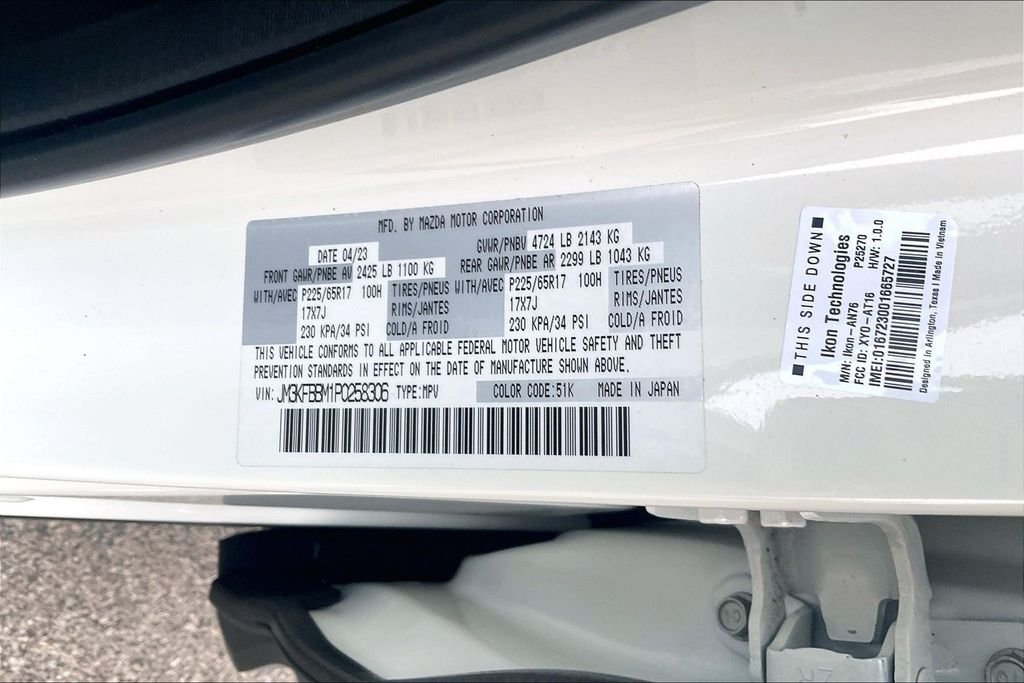 MFD. BY MAZDA MOTOR CORPORATION
DATE 04/23 GVWR/PNBV 4724 LB 2143 KG
FRONT GAWR/PNBE AV 2425 LB 1100 KG REAR GAWR/PNBE AR 2299 LB 1043 KG
WITH/AVEC P225/65R17 100H TIRES/PNEUS WITH/AVEC P225/65R17 100H TIRES/PNEUS
17X7J RIMS/JANTES 17X7J RIMS/JANTES
230 KPA/34 PSI COLD/A FROID 230 KPA/34 PSI COLD/A FROID
THIS VEHICLE CONFORMS TO ALL APPLICABLE FEDERAL MOTOR VEHICLE SAFETY AND THEFT
PREVENTION STANDARDS IN EFFECT ON THE DATE OF MANUFACTURE SHOWN ABOVE.
VIN: JM3KFBBM1P0258306 TYPE:MPV COLOR CODE:51K MADE IN JAPAN
THIS SIDE DOWN
Ikon Technologies
M/N: Ikon-AN76 P25270
FCC ID: XYO-AT16 H/W: 1.0.0
IMEI:016723001665727
Designed in Arlington, Texas | Made in Vietnam